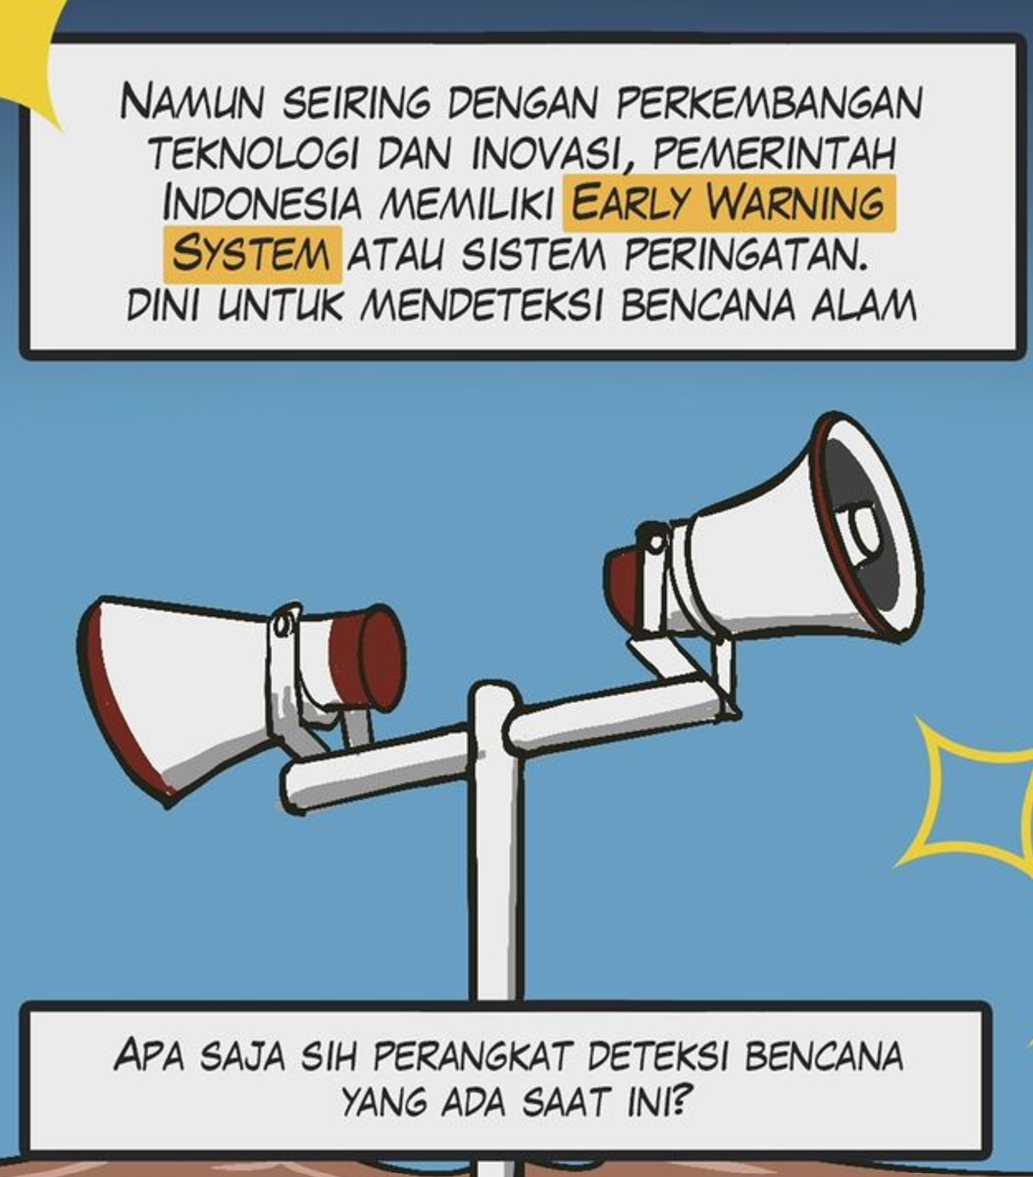 NAMUN SEIRING DENGAN PERKEMBANGAN
TEKNOLOGI DAN INOVASI, PEMERINTAH
INDONESIA MEMILIKI EARLY WARNING
SYSTEM ATAU SISTEM PERINGATAN.
DINI UNTUK MENDETEKSI BENCANA ALAM
APA SAJA SIH PERANGKAT DETEKSI BENCANA
YANG ADA SAAT INI?